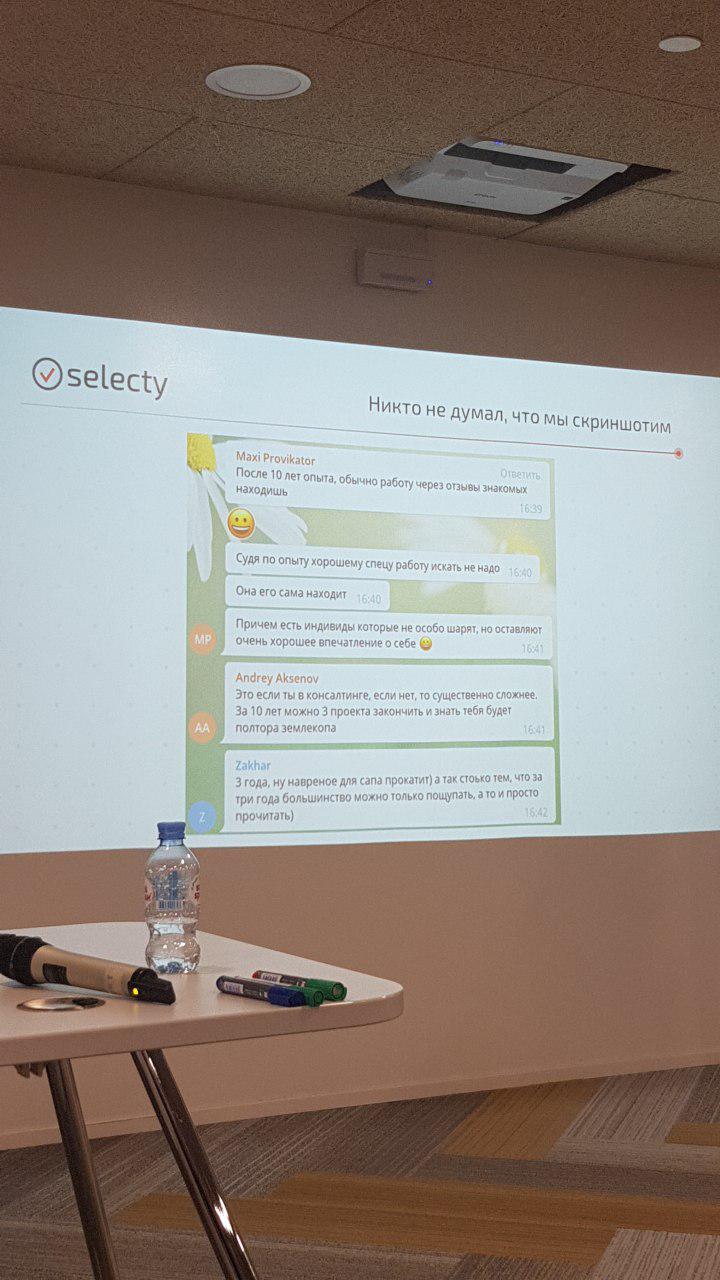 selecty
Никто не думал, что мы скриншотим
Maxi Provikator
Ответить
После 10 лет опыта, обычно работу через отзывы знакомых
находишь
16:39
Судя по опыту хорошему спецу работу искать не надо 16:40
Она его сама находит 16:40
Причем есть индивиды которые не особо шарят, но оставляют
очень хорошее впечатление о себе
16:41
MP
Andrey Aksenov
Это если ты в консалтинге, если нет, то существенно сложнее.
За 10 лет можно 3 проекта закончить и знать тебя будет
полтора землекопа
16:41
AA
Zakhar
3 года, ну навреное для сапа прокатит) а так стоько тем, что за
три года большинство можно только пощупать, а то и просто
прочитать)
16:42
Z